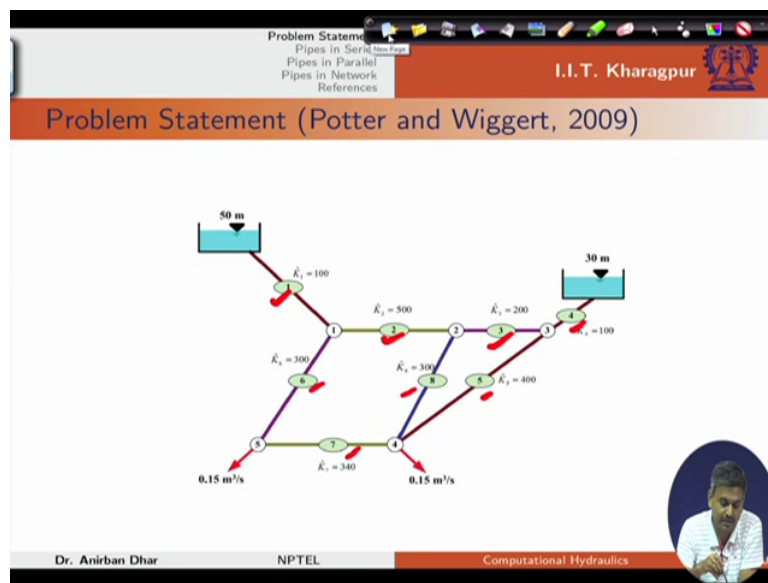 Problem Stateme
Pipes in Serie
New Page
Pipes in Parallel
Pipes in Network
References
I.I.T. Kharagpur
Problem Statement (Potter and Wiggert, 2009)
50 m
30 m
K̂₁ = 100
1
K̂₂ = 500
K̂₃ = 200
4
= 100
1
2
2
3
3
K̂₆ = 300
6
K̂₈ = 300
8
5
K̂₅ = 400
5
7
4
K̂₇ = 340
0.15 m³/s
0.15 m³/s
Dr. Anirban Dhar
NPTEL
Computational Hydraulics